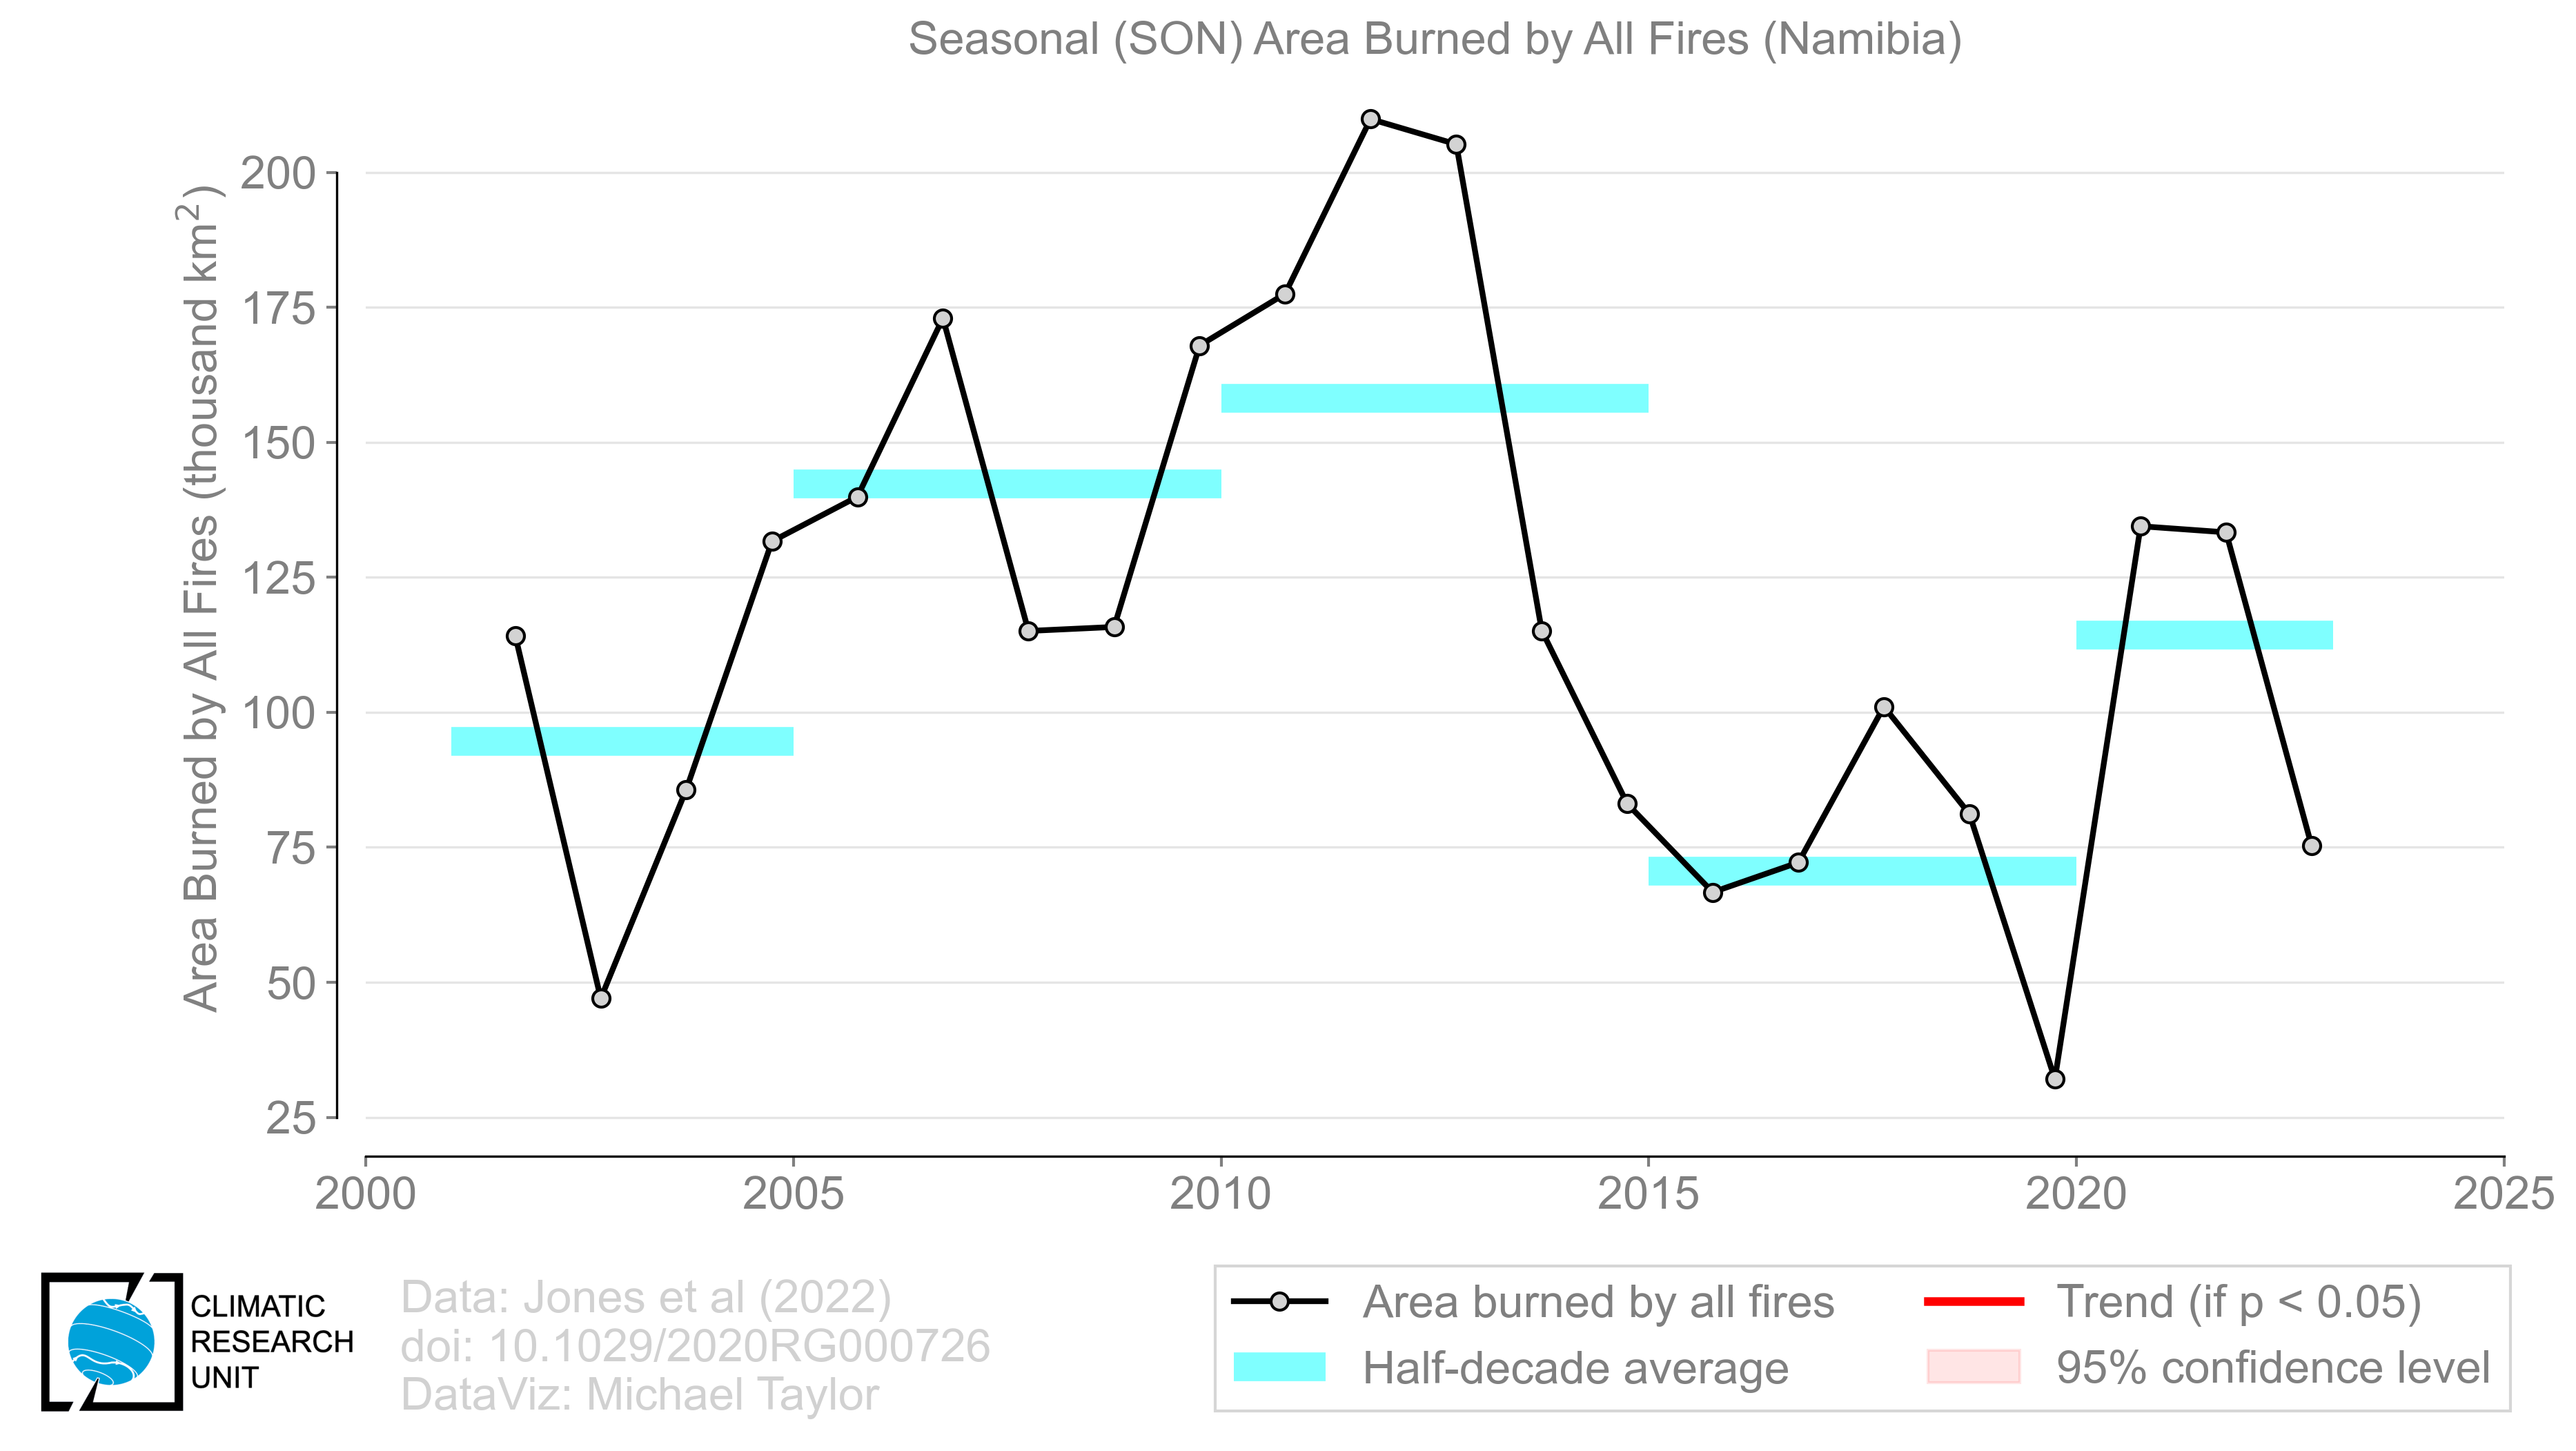 Seasonal (SON) Area Burned by All Fires (Namibia)
Area Burned by All Fires (thousand km²)
200
175
150
125
100
75
50
25
2000
2005
2010
2015
2020
2025
CLIMATIC
RESEARCH
UNIT
Data: Jones et al (2022)
doi: 10.1029/2020RG000726
DataViz: Michael Taylor
Area burned by all fires
Half-decade average
Trend (if p < 0.05)
95% confidence level